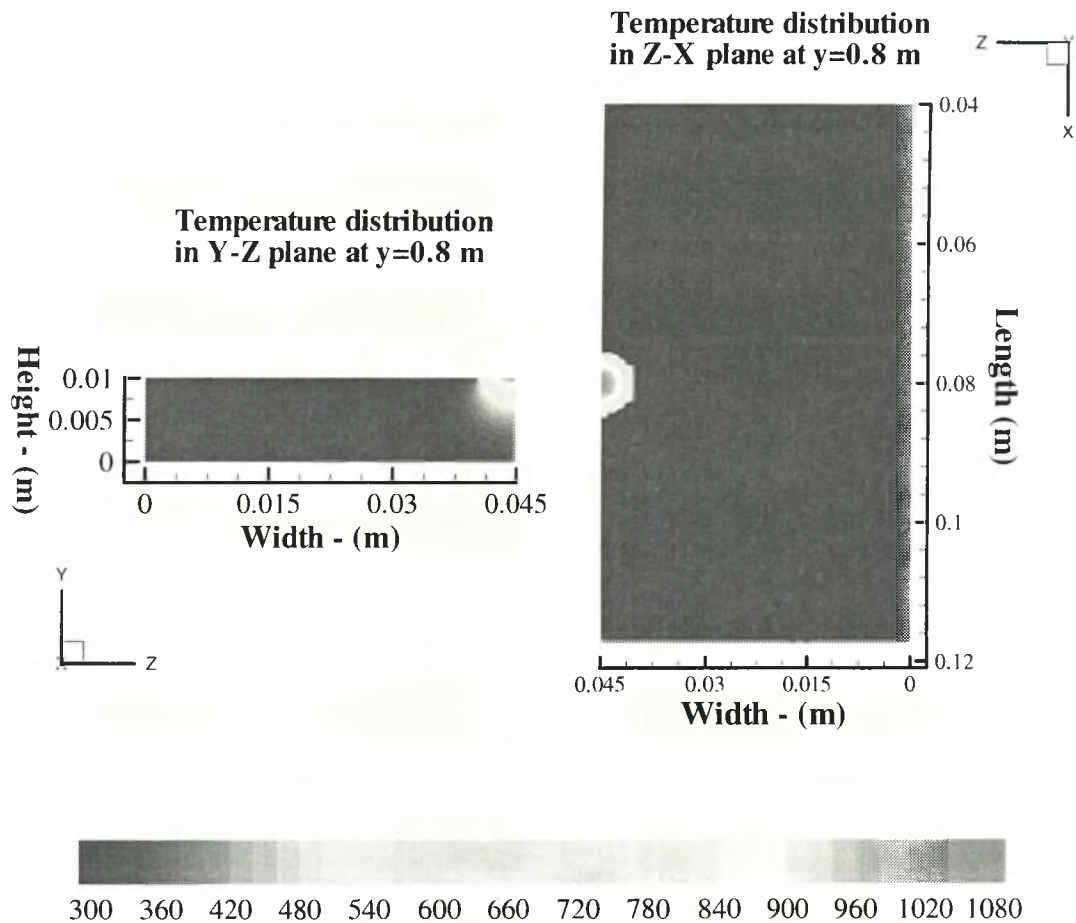 Temperature distribution
in Z-X plane at y=0.8 m
Z
X
0.04
0.06
0.08
0.1
0.12
Length (m)
0.045 0.03 0.015 0
Width - (m)
Temperature distribution
in Y-Z plane at y=0.8 m
Height - (m)
0.01
0.005
0
0 0.015 0.03 0.045
Width - (m)
Y
Z
300 360 420 480 540 600 660 720 780 840 900 960 1020 1080